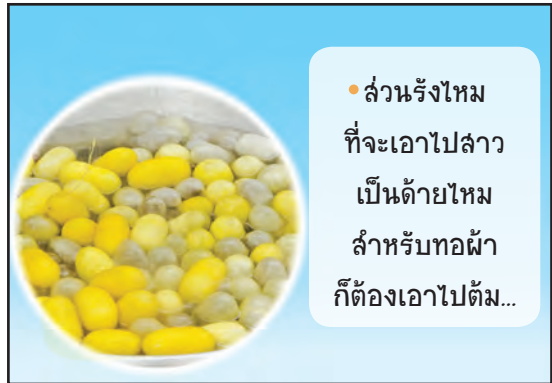 •ส่วนรังไหม
ที่จะเอาไปสาว
เป็นด้ายไหม
สำหรับทอผ้า
ก็ต้องเอาไปต้ม...